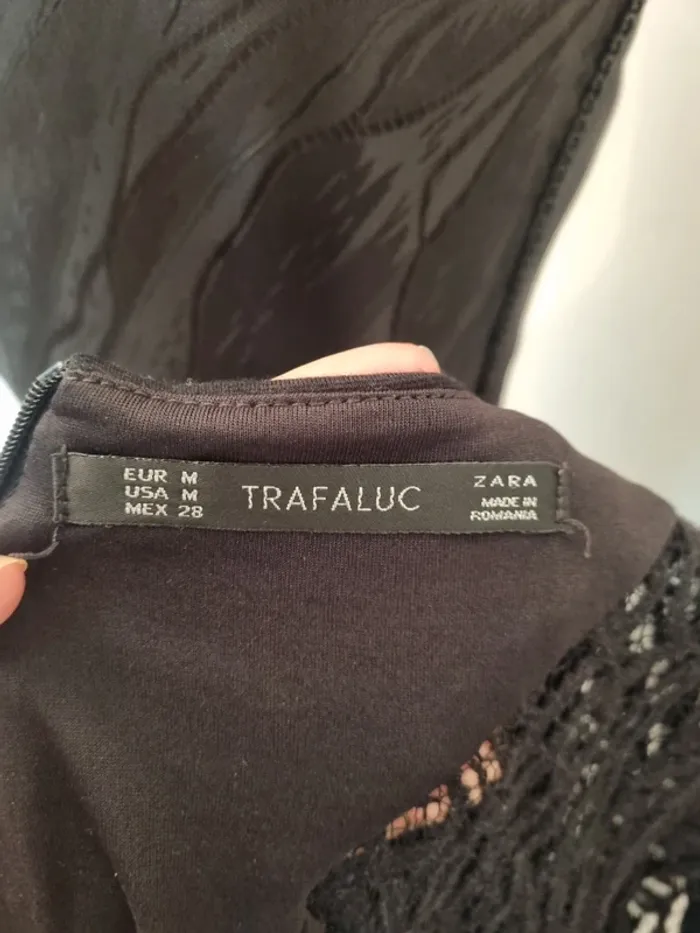 EUR M
USA M
MEX 28
TRAFALUC
ZARA
MADE IN
ROMANIA